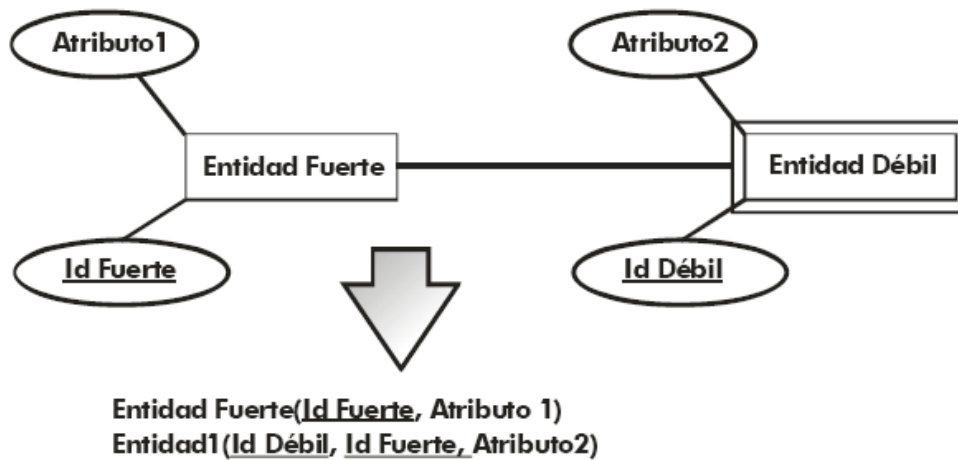 Atributo1
Atributo2
Entidad Fuerte
Entidad Débil
Id Fuerte
Id Débil
Entidad Fuerte(Id Fuerte, Atributo 1)
Entidad1(Id Débil, Id Fuerte, Atributo2)